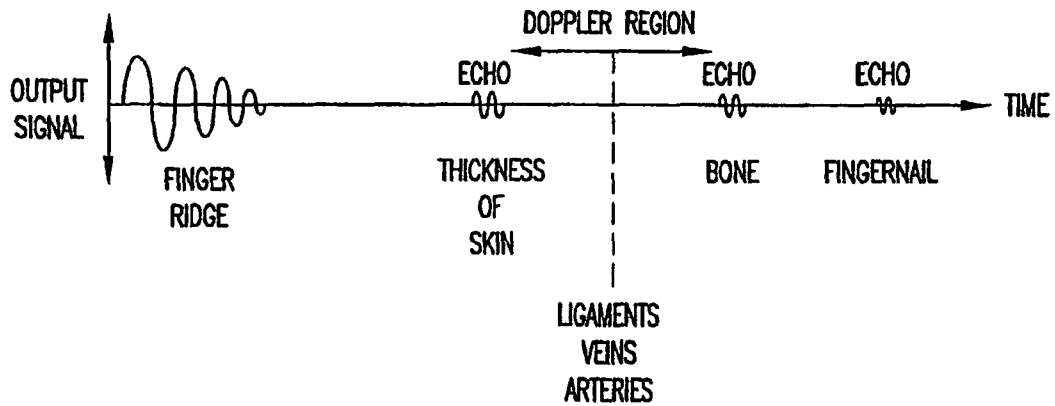 DOPPLER REGION
OUTPUT
SIGNAL
ECHO
ECHO
ECHO
TIME
FINGER
RIDGE
THICKNESS
OF
SKIN
BONE
FINGERNAIL
LIGAMENTS
VEINS
ARTERIES